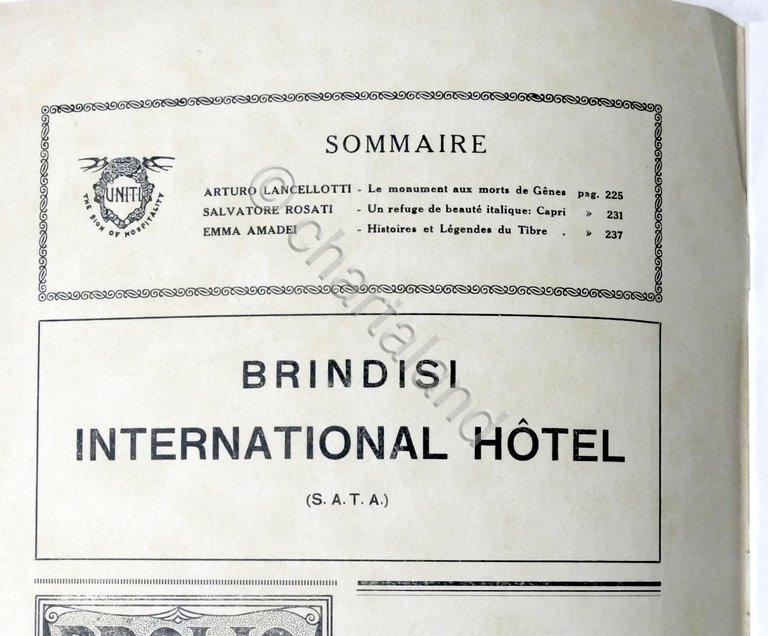 SOMMAIRE
UNITI
THE SIGN OF HOSPITALITY
ARTURO LANCELLOTTI - Le monument aux morts de Gênes pag. 225
SALVATORE ROSATI - Un refuge de beauté italique: Capri » 231
EMMA AMADEI - Histoires et Légendes du Tibre . » 237
BRINDISI
INTERNATIONAL HÔTEL
(S. A. T. A.)
© chartaland